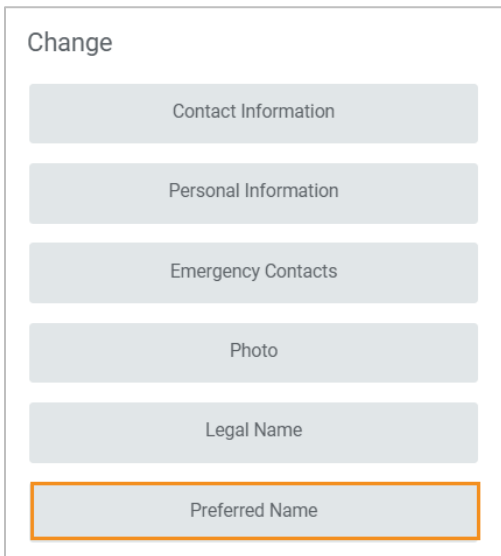 Change
Contact Information
Personal Information
Emergency Contacts
Photo
Legal Name
Preferred Name